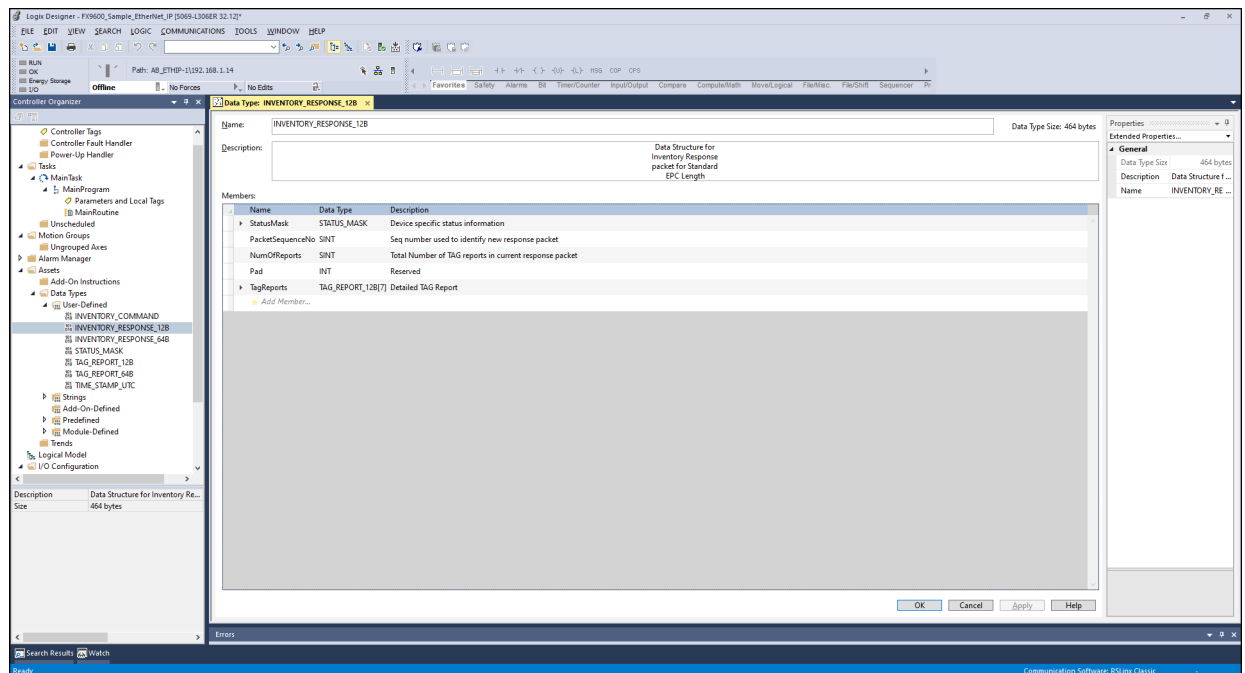 Logix Designer - FX9600_Sample_EtherNet_IP [5069-L306ER 32.12]*
FILE EDIT VIEW SEARCH LOGIC COMMUNICATIONS TOOLS WINDOW HELP
RUN
OK
Energy Storage
I/O
Path: AB_ETHIP-1\192.168.1.14
Offline
No Forces
No Edits
MSG COP CPS
Favorites Safety Alarms Bit Timer/Counter Input/Output Compare Compute/Math Move/Logical File/Misc. File/Shift Sequencer Pr
Controller Organizer
Controller Tags
Controller Fault Handler
Power-Up Handler
Tasks
MainTask
MainProgram
Parameters and Local Tags
MainRoutine
Unscheduled
Motion Groups
Ungrouped Axes
Alarm Manager
Assets
Add-On Instructions
Data Types
User-Defined
INVENTORY_COMMAND
INVENTORY_RESPONSE_12B
INVENTORY_RESPONSE_64B
STATUS_MASK
TAG_REPORT_12B
TAG_REPORT_64B
TIME_STAMP_UTC
Strings
Add-On-Defined
Predefined
Module-Defined
Trends
Logical Model
I/O Configuration
Description Data Structure for Inventory Re...
Size 464 bytes
Data Type: INVENTORY_RESPONSE_12B
Name: INVENTORY_RESPONSE_12B
Data Type Size: 464 bytes
Description:
Data Structure for
Inventory Response
packet for Standard
EPC Length
Members:
Name Data Type Description
StatusMask STATUS_MASK Device specific status information
PacketSequenceNo SINT Seq number used to identify new response packet
NumOfReports SINT Total Number of TAG reports in current response packet
Pad INT Reserved
TagReports TAG_REPORT_12B[7] Detailed TAG Report
Add Member...
OK Cancel Apply Help
Properties
Extended Properties...
General
Data Type Size 464 bytes
Description Data Structure f ...
Name INVENTORY_RE ...
Errors
Search Results Watch
Ready
Communication Software: RSLinx Classic